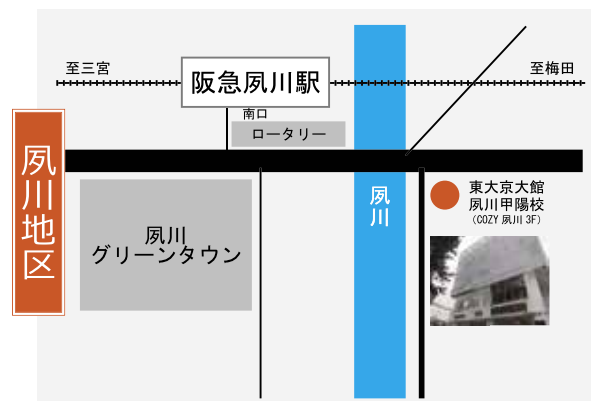 至三宮
至梅田
阪急夙川駅
南口
ロータリー
夙川地区
夙川
東大京大館
夙川甲陽校
（COZY 夙川 3F）
夙川
グリーンタウン